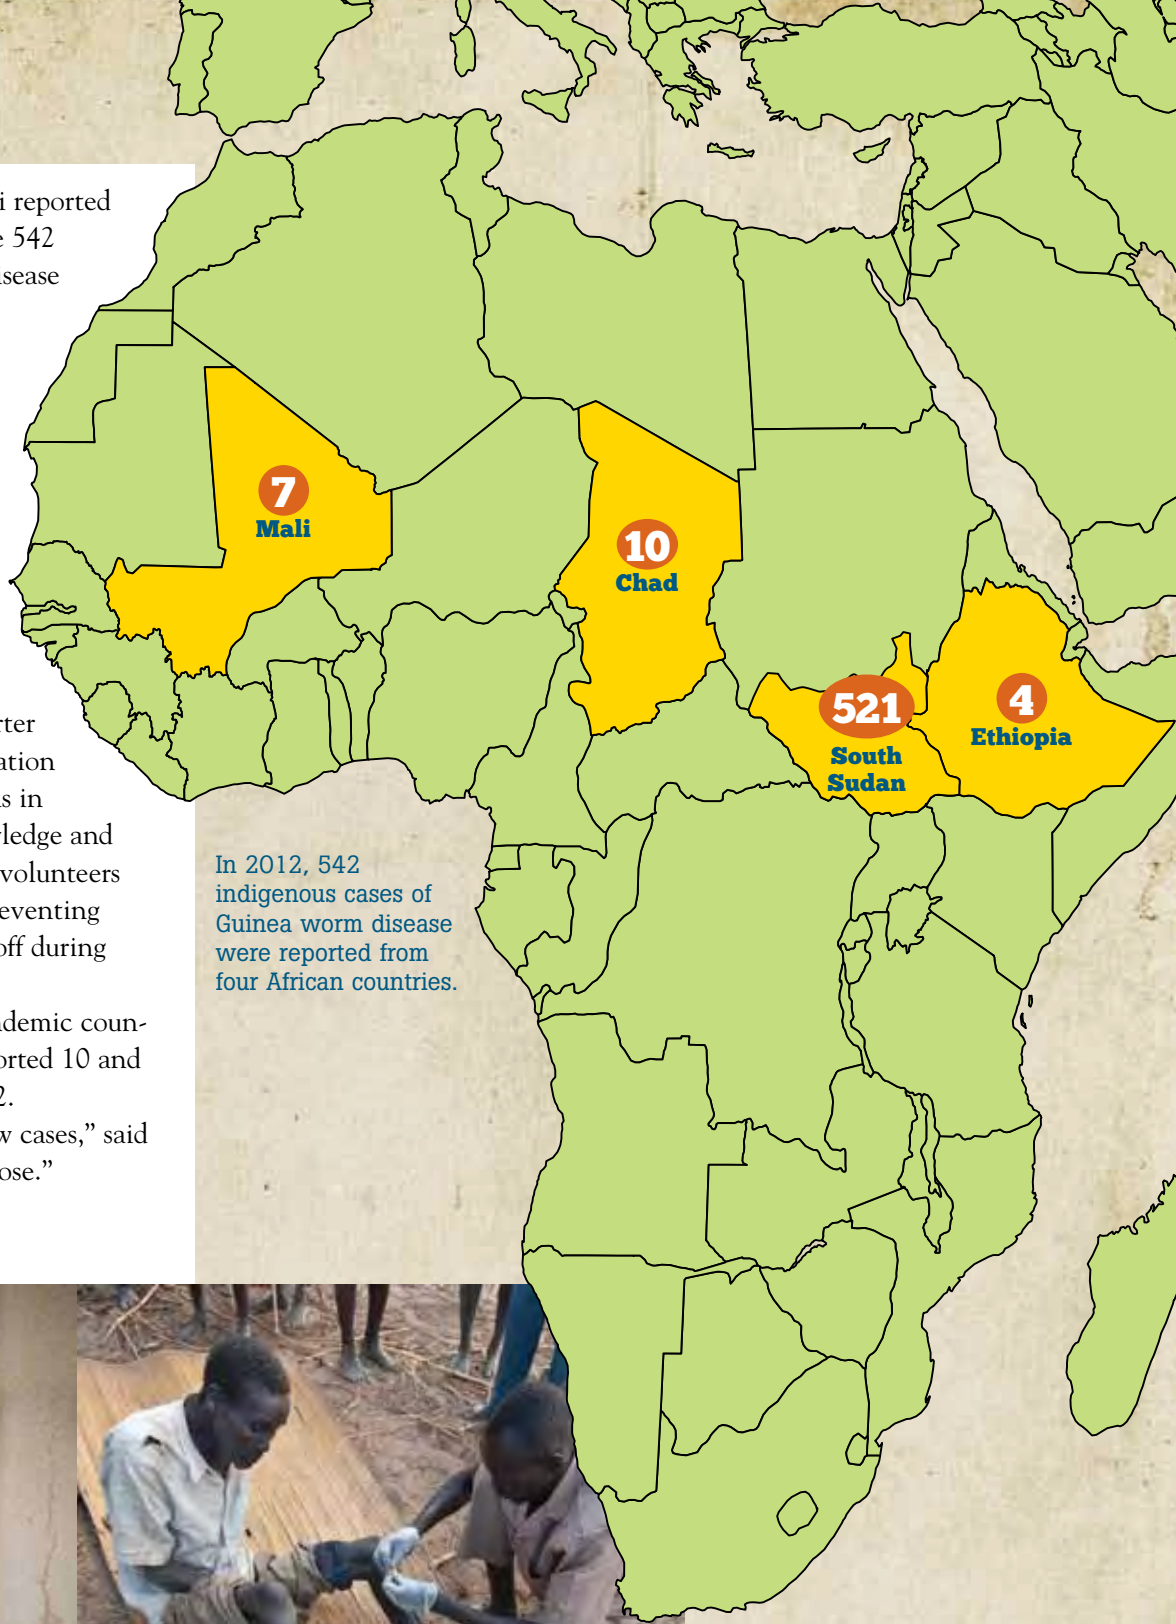 i reported
e 542
isease
rter
ation
s in
ledge and
volunteers
eventing
off during
ndemic coun-
orted 10 and
2.
w cases,” said
ose.”
7
Mali
10
Chad
521
South
Sudan
4
Ethiopia
In 2012, 542
indigenous cases of
Guinea worm disease
were reported from
four African countries.